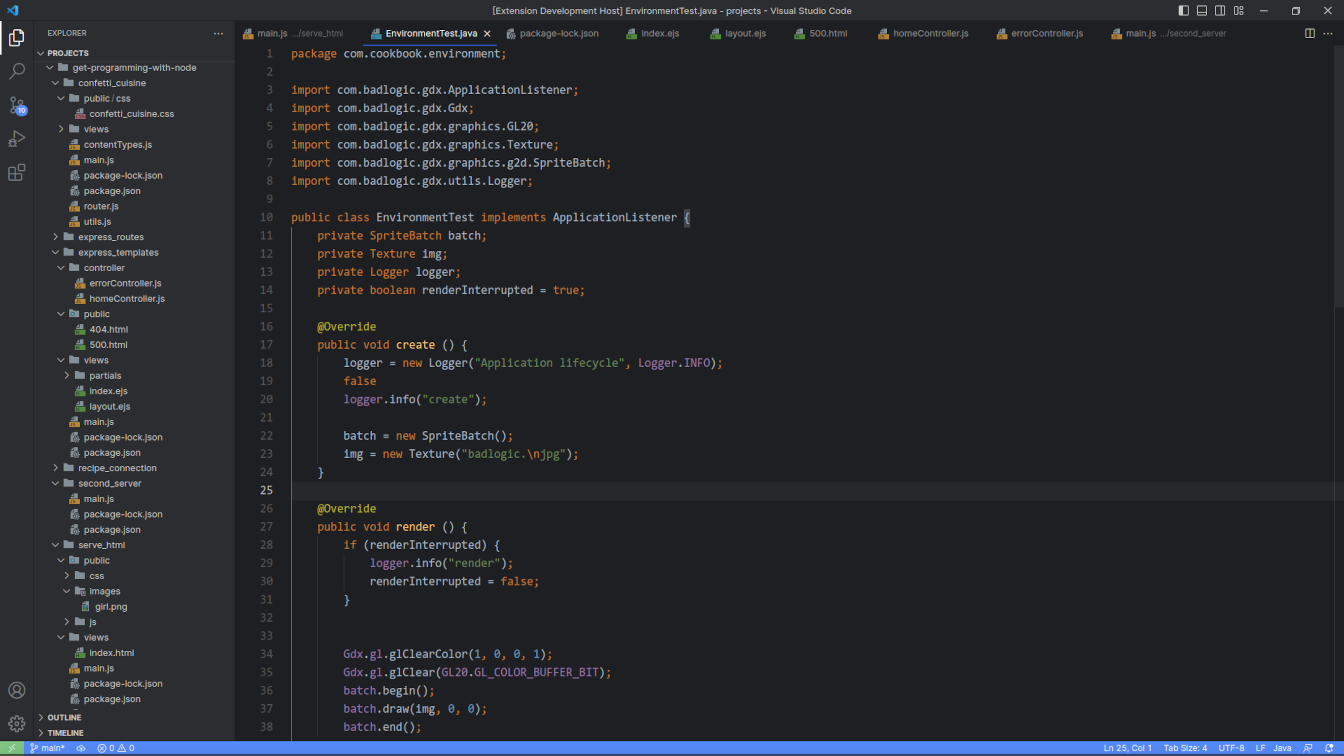 [Extension Development Host] EnvironmentTest.java - projects - Visual Studio Code
EXPLORER
main.js .../serve_html
EnvironmentTest.java
package-lock.json
index.ejs
layout.ejs
500.html
homeController.js
errorController.js
main.js .../second_server
PROJECTS
get-programming-with-node
confetti_cuisine
public / css
confetti_cuisine.css
views
contentTypes.js
main.js
package-lock.json
package.json
router.js
utils.js
express_routes
express_templates
controller
errorController.js
homeController.js
public
404.html
500.html
views
partials
index.ejs
layout.ejs
main.js
package-lock.json
package.json
recipe_connection
second_server
main.js
package-lock.json
package.json
serve_html
public
css
images
girl.png
js
views
index.html
main.js
package-lock.json
package.json
OUTLINE
TIMELINE
10
1 package com.cookbook.environment;
2
3 import com.badlogic.gdx.ApplicationListener;
4 import com.badlogic.gdx.Gdx;
5 import com.badlogic.gdx.graphics.GL20;
6 import com.badlogic.gdx.graphics.Texture;
7 import com.badlogic.gdx.graphics.g2d.SpriteBatch;
8 import com.badlogic.gdx.utils.Logger;
9
10 public class EnvironmentTest implements ApplicationListener {
11 private SpriteBatch batch;
12 private Texture img;
13 private Logger logger;
14 private boolean renderInterrupted = true;
15
16 @Override
17 public void create () {
18 logger = new Logger("Application lifecycle", Logger.INFO);
19 false
20 logger.info("create");
21
22 batch = new SpriteBatch();
23 img = new Texture("badlogic.\njpg");
24 }
25
26 @Override
27 public void render () {
28 if (renderInterrupted) {
29 logger.info("render");
30 renderInterrupted = false;
31 }
32
33
34 Gdx.gl.glClearColor(1, 0, 0, 1);
35 Gdx.gl.glClear(GL20.GL_COLOR_BUFFER_BIT);
36 batch.begin();
37 batch.draw(img, 0, 0);
38 batch.end();
main* 0 0 Ln 25, Col 1 Tab Size: 4 UTF-8 LF Java